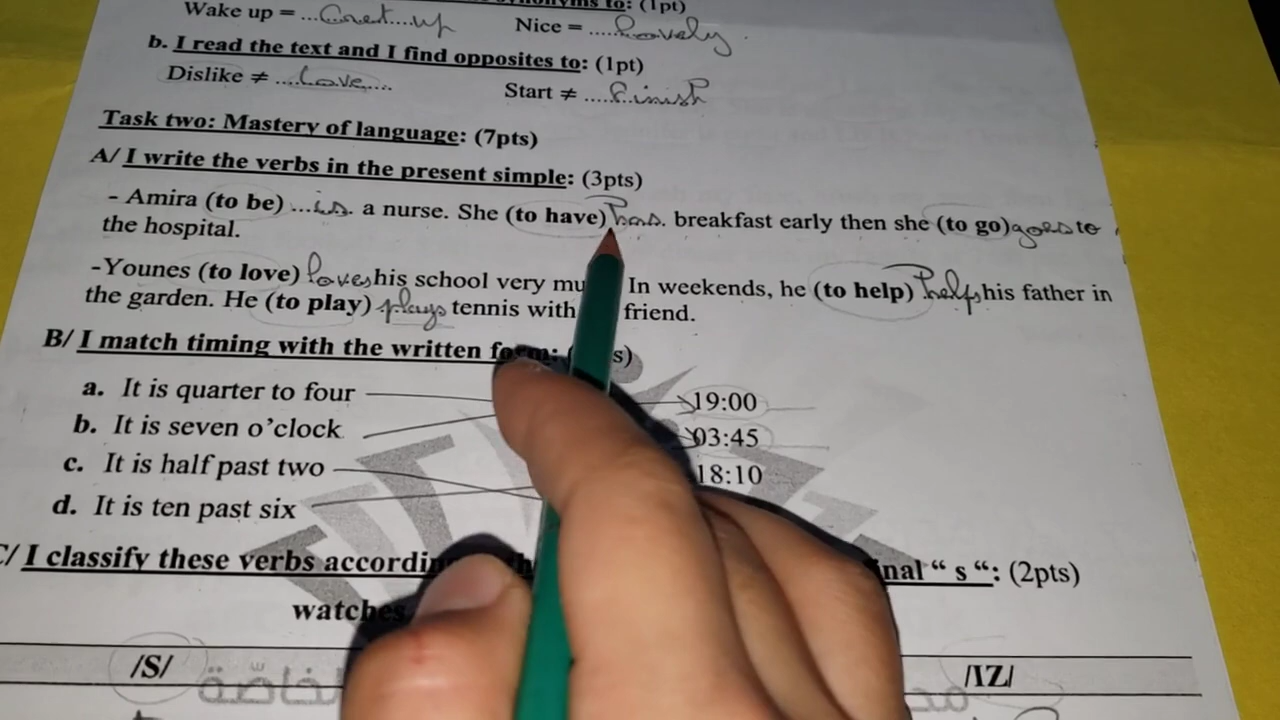 synonyms to: (1pt)
Wake up = ... Get .... up Nice = ..... Lovely .
b. I read the text and I find opposites to: (1pt)
Dislike ≠ .... Love .... Start ≠ ..... finish
Task two: Mastery of language: (7pts)
A/ I write the verbs in the present simple: (3pts)
- Amira (to be) ...is. a nurse. She (to have) has. breakfast early then she (to go) goes to
the hospital.
-Younes (to love) loves his school very mu In weekends, he (to help) helps his father in
the garden. He (to play) plays tennis with friend.
B/ I match timing with the written form: s)
a. It is quarter to four 19:00
b. It is seven o'clock 03:45
c. It is half past two 18:10
d. It is ten past six
C/ I classify these verbs according nal " s ": (2pts)
watches
/S/ /IZ/